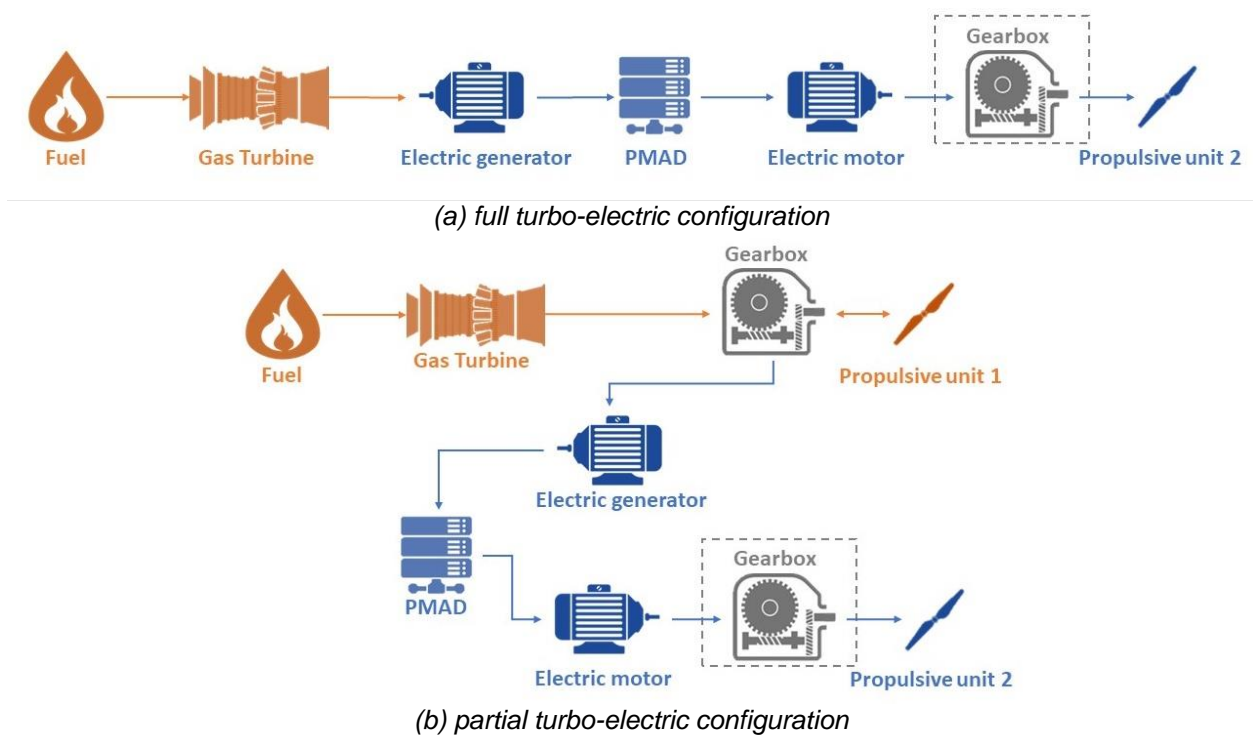 Gearbox
Fuel
Gas Turbine
Electric generator
PMAD
Electric motor
Propulsive unit 2
(a) full turbo-electric configuration
Gearbox
Fuel
Gas Turbine
Propulsive unit 1
Electric generator
PMAD
Gearbox
Electric motor
Propulsive unit 2
(b) partial turbo-electric configuration